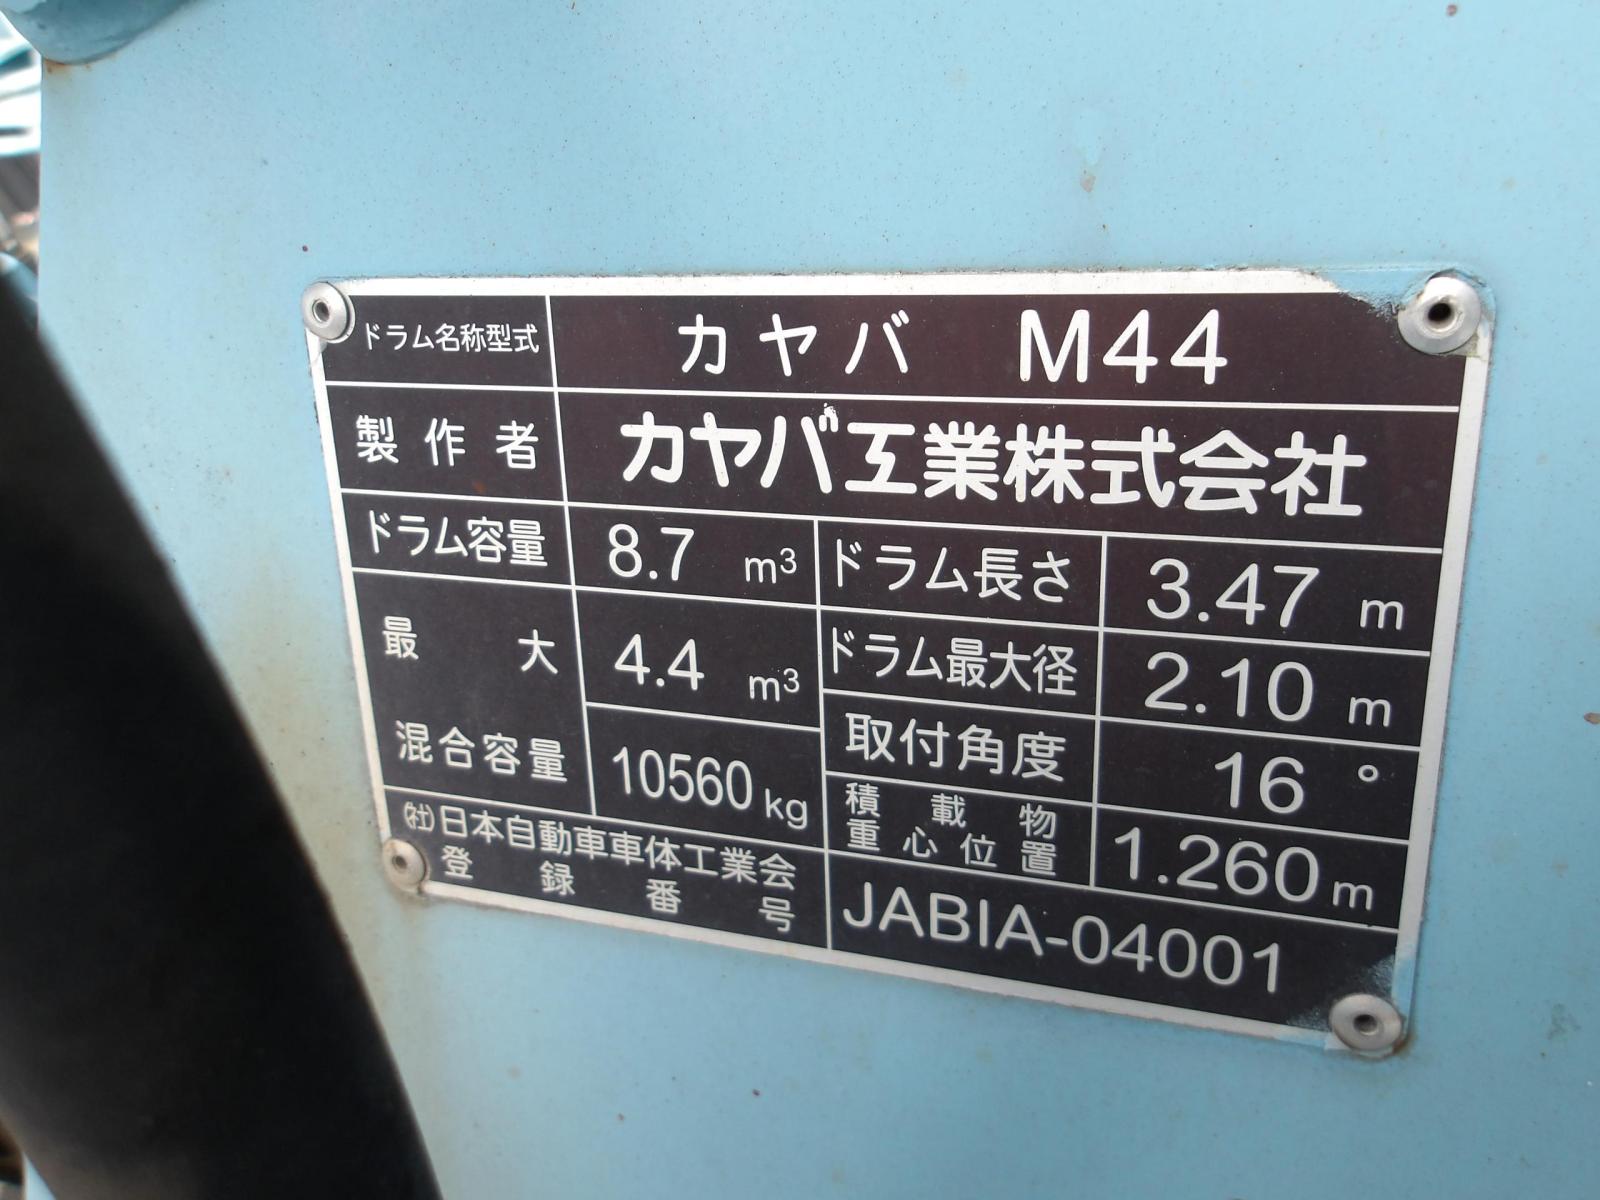 ドラム名称型式 カヤバ M44
製作者 カヤバ工業株式会社
ドラム容量 8.7 m³ ドラム長さ 3.47 m
最大混合容量 4.4 m³ ドラム最大径 2.10 m
10560 kg 取付角度 16 °
積載物重心位置 1.260 m
(社)日本自動車車体工業会
登録番号 JABIA-04001